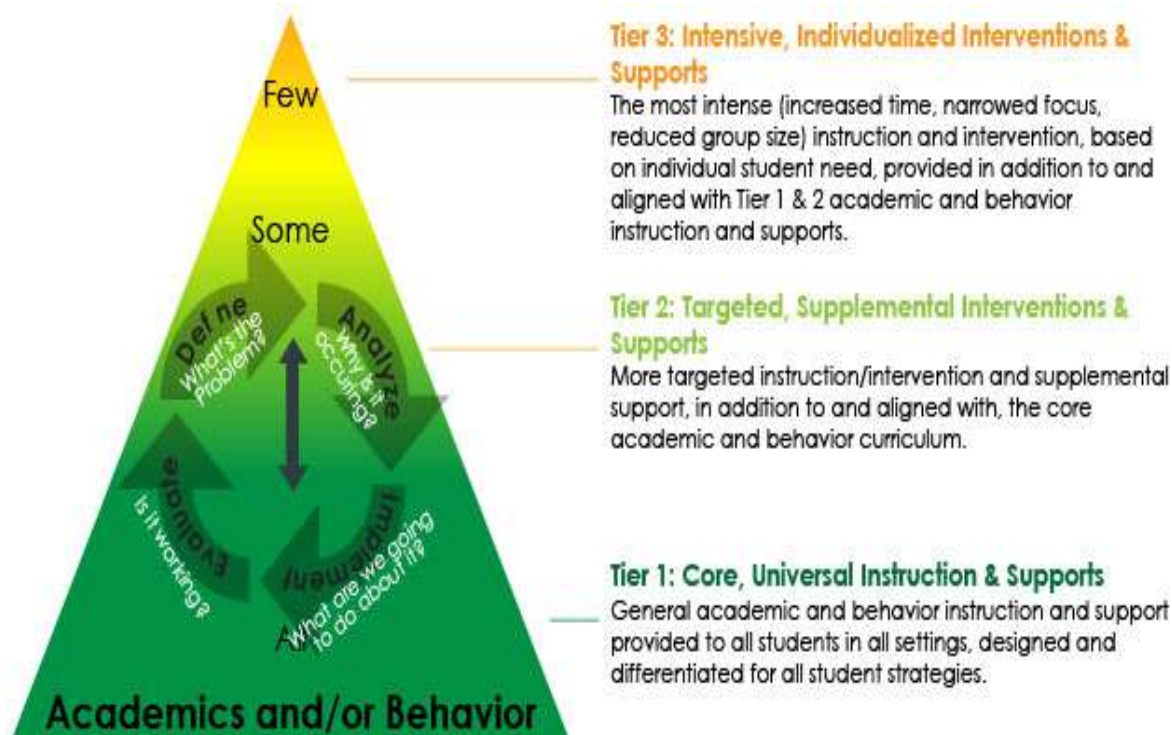 Few
Some
Def ne
What's the
Problem?
Analyze
Why is it
occuring?
Implement
What are we going
to do about it?
Evaluate
Is it working?
All
Academics and/or Behavior
Tier 3: Intensive, Individualized Interventions &
Supports
The most intense (increased time, narrowed focus,
reduced group size) instruction and intervention, based
on individual student need, provided in addition to and
aligned with Tier 1 & 2 academic and behavior
instruction and supports.
Tier 2: Targeted, Supplemental Interventions &
Supports
More targeted instruction/intervention and supplemental
support, in addition to and aligned with, the core
academic and behavior curriculum.
Tier 1: Core, Universal Instruction & Supports
General academic and behavior instruction and support
provided to all students in all settings, designed and
differentiated for all student strategies.